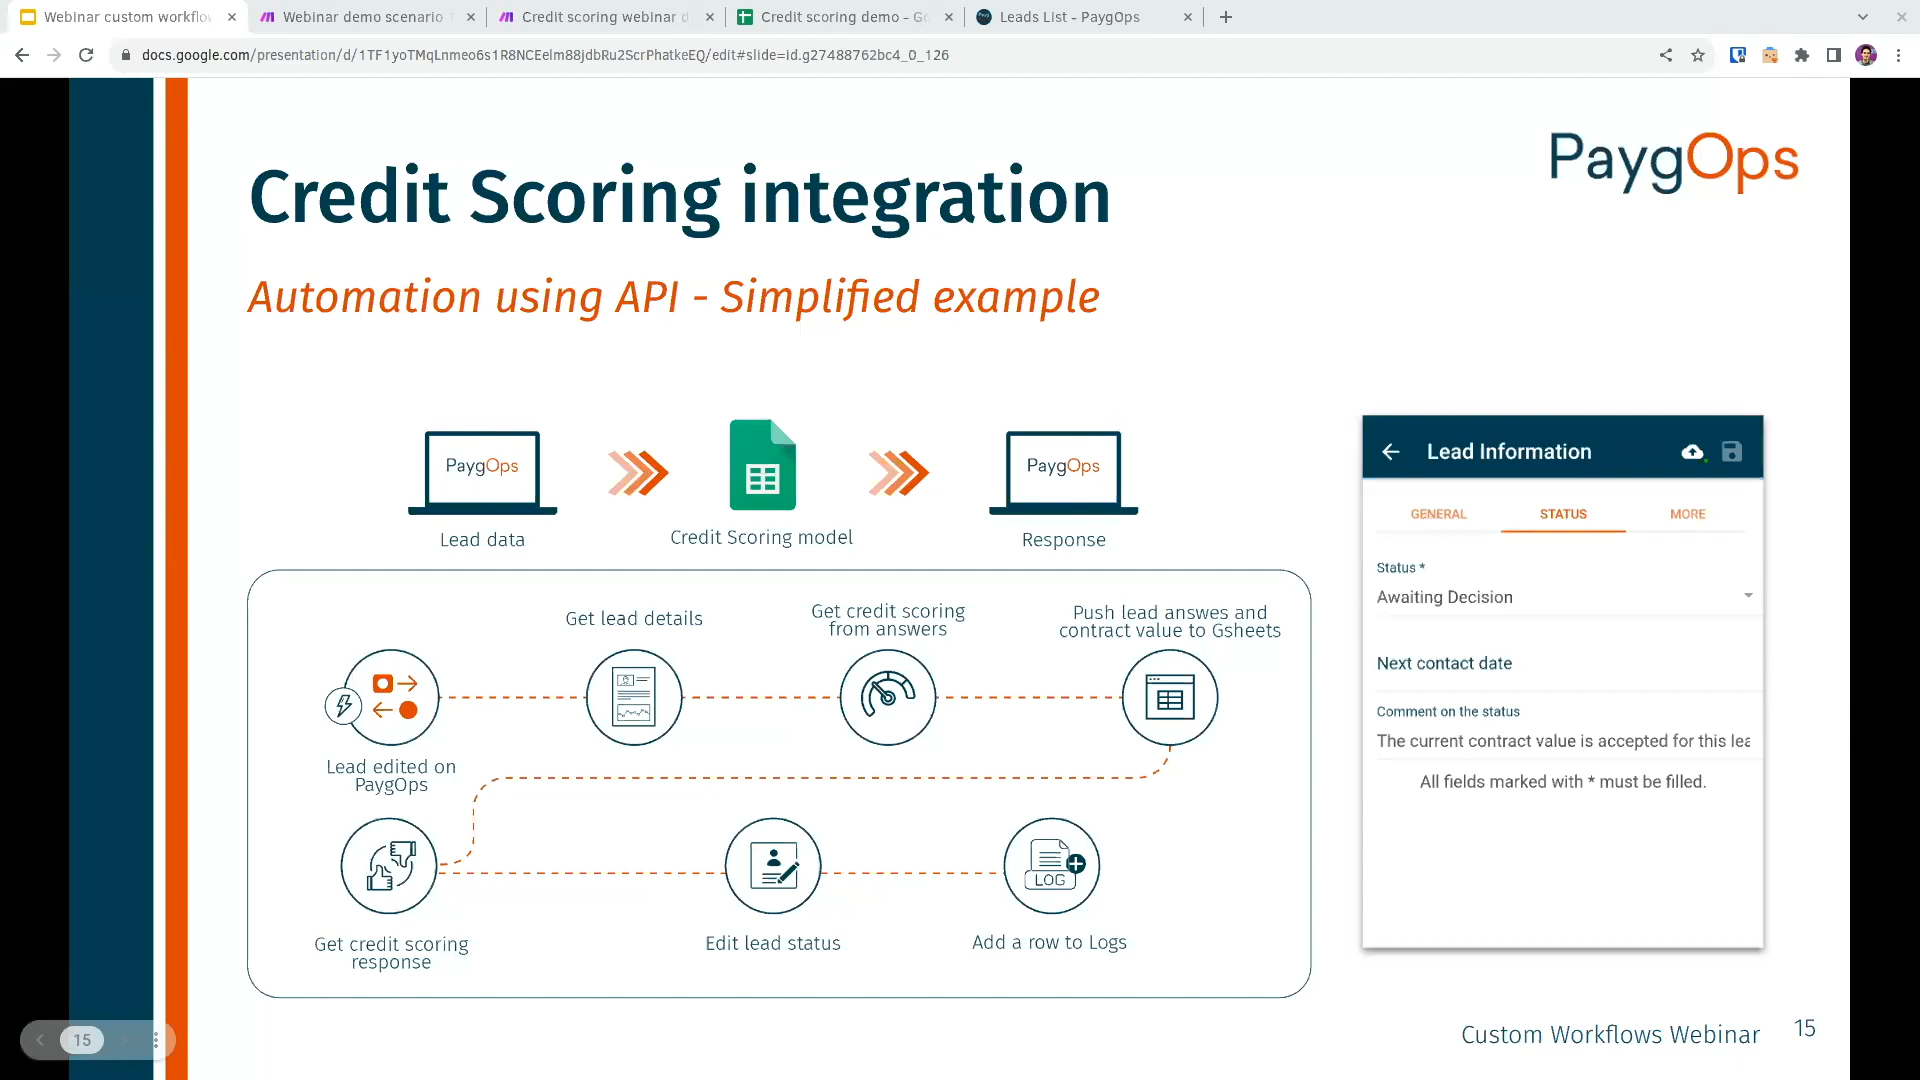 Webinar custom workflo
Webinar demo scenario
Credit scoring webinar d
Credit scoring demo - Go
Leads List - PaygOps
docs.google.com/presentation/d/1TF1yoTMqLnmeo6s1R8NCEelm88jdbRu2ScrPhatkeEQ/edit#slide=id.g27488762bc4_0_126
PaygOps
Credit Scoring integration
Automation using API - Simplified example
PaygOps
PaygOps
Lead data
Credit Scoring model
Response
Get lead details
Get credit scoring
from answers
Push lead answes and
contract value to Gsheets
Lead edited on
PaygOps
LOG
Get credit scoring
response
Edit lead status
Add a row to Logs
Lead Information
GENERAL
STATUS
MORE
Status *
Awaiting Decision
Next contact date
Comment on the status
The current contract value is accepted for this lea
All fields marked with * must be filled.
15
Custom Workflows Webinar
15